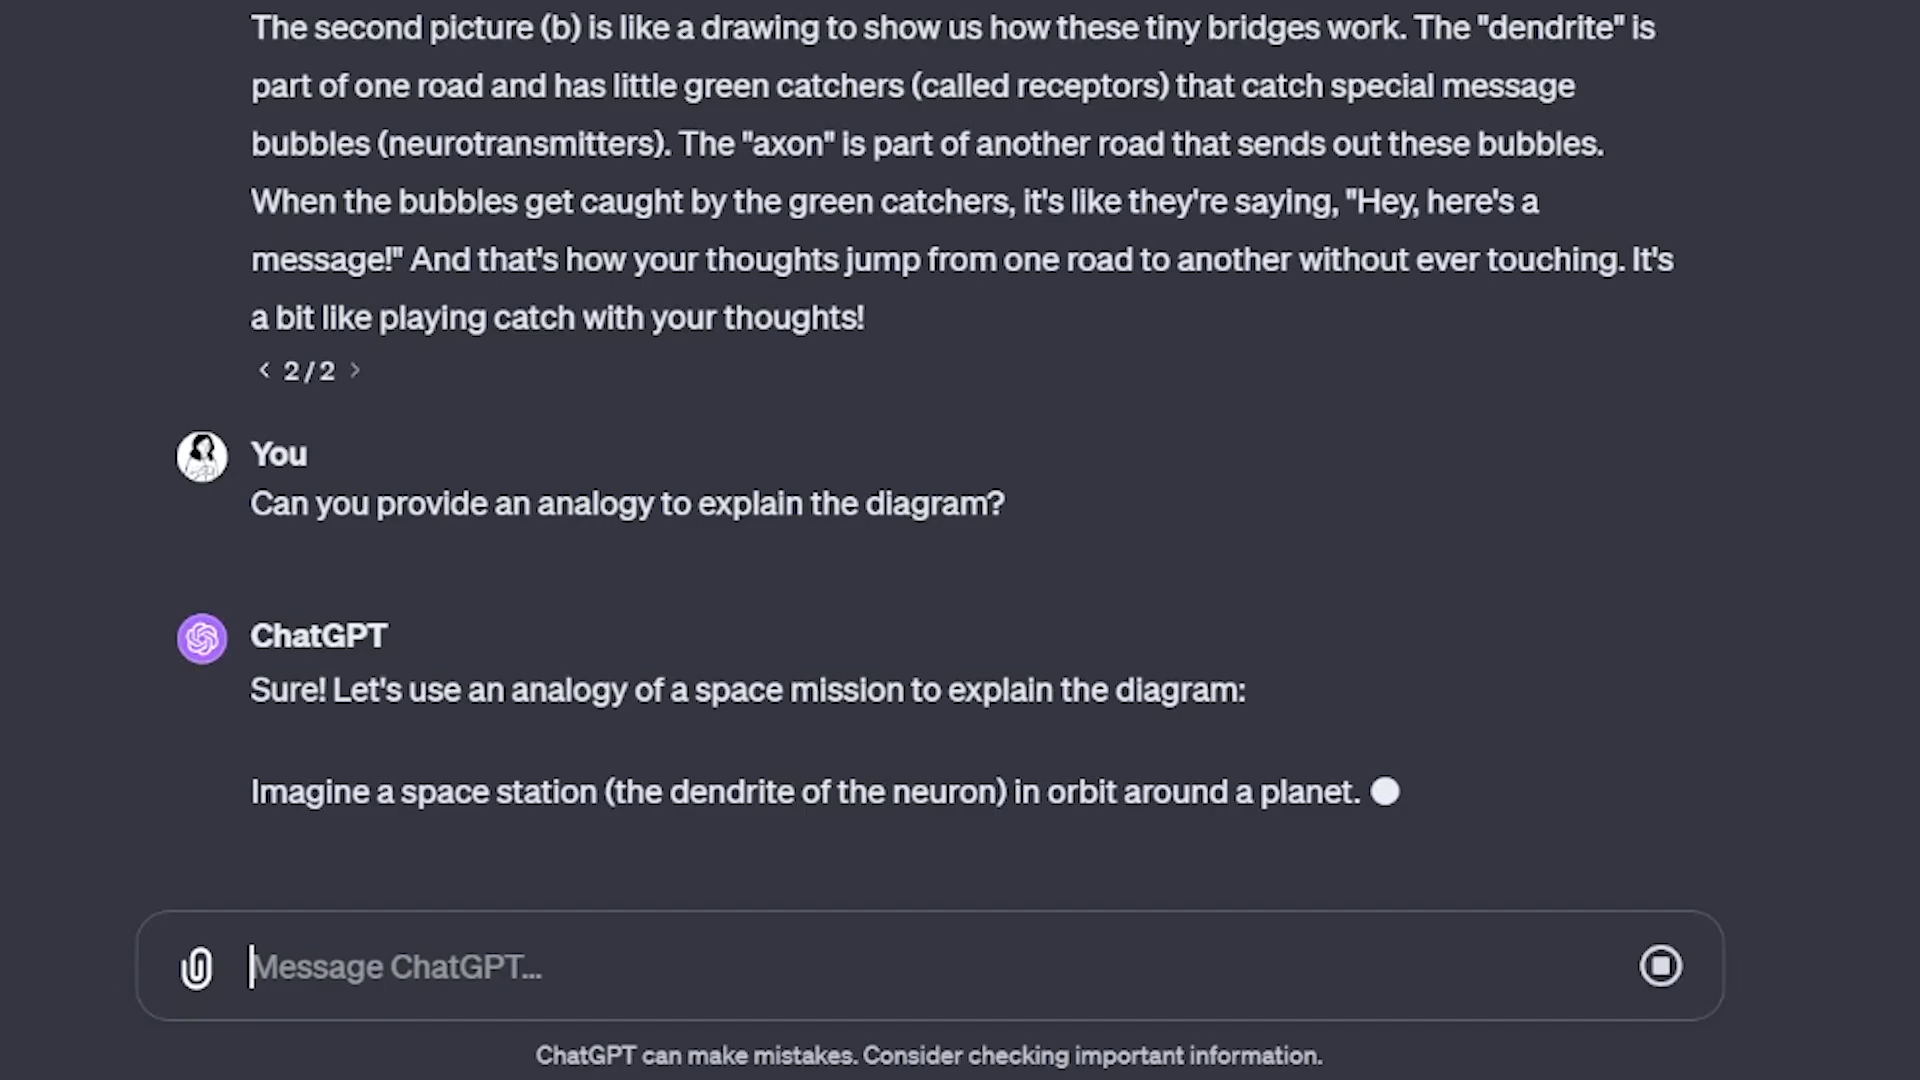 The second picture (b) is like a drawing to show us how these tiny bridges work. The "dendrite" is
part of one road and has little green catchers (called receptors) that catch special message
bubbles (neurotransmitters). The "axon" is part of another road that sends out these bubbles.
When the bubbles get caught by the green catchers, it's like they're saying, "Hey, here's a
message!" And that's how your thoughts jump from one road to another without ever touching. It's
a bit like playing catch with your thoughts!
2 / 2
You
Can you provide an analogy to explain the diagram?
ChatGPT
Sure! Let's use an analogy of a space mission to explain the diagram:
Imagine a space station (the dendrite of the neuron) in orbit around a planet.
Message ChatGPT...
ChatGPT can make mistakes. Consider checking important information.